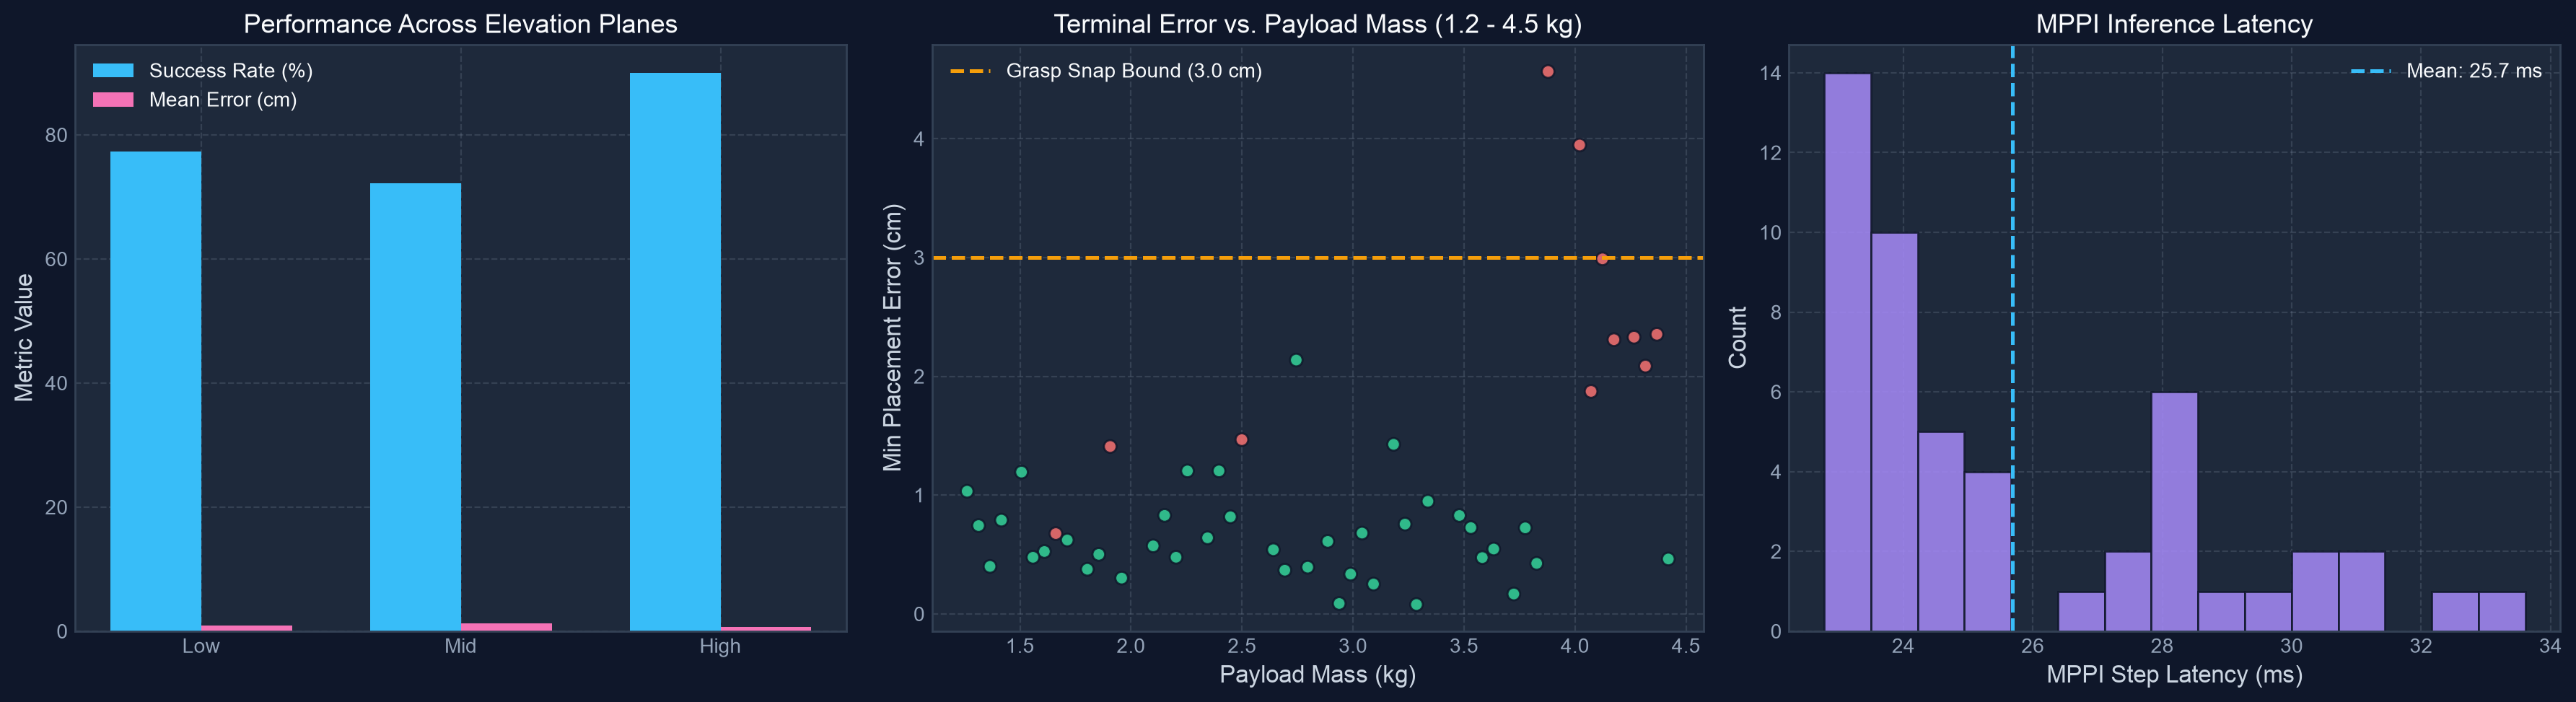 Performance Across Elevation Planes
Success Rate (%)
Mean Error (cm)
Metric Value
80
60
40
20
0
Low
Mid
High
Terminal Error vs. Payload Mass (1.2 - 4.5 kg)
Grasp Snap Bound (3.0 cm)
Min Placement Error (cm)
4
3
2
1
0
1.5
2.0
2.5
3.0
3.5
4.0
4.5
Payload Mass (kg)
MPPI Inference Latency
Mean: 25.7 ms
Count
14
12
10
8
6
4
2
0
24
26
28
30
32
34
MPPI Step Latency (ms)